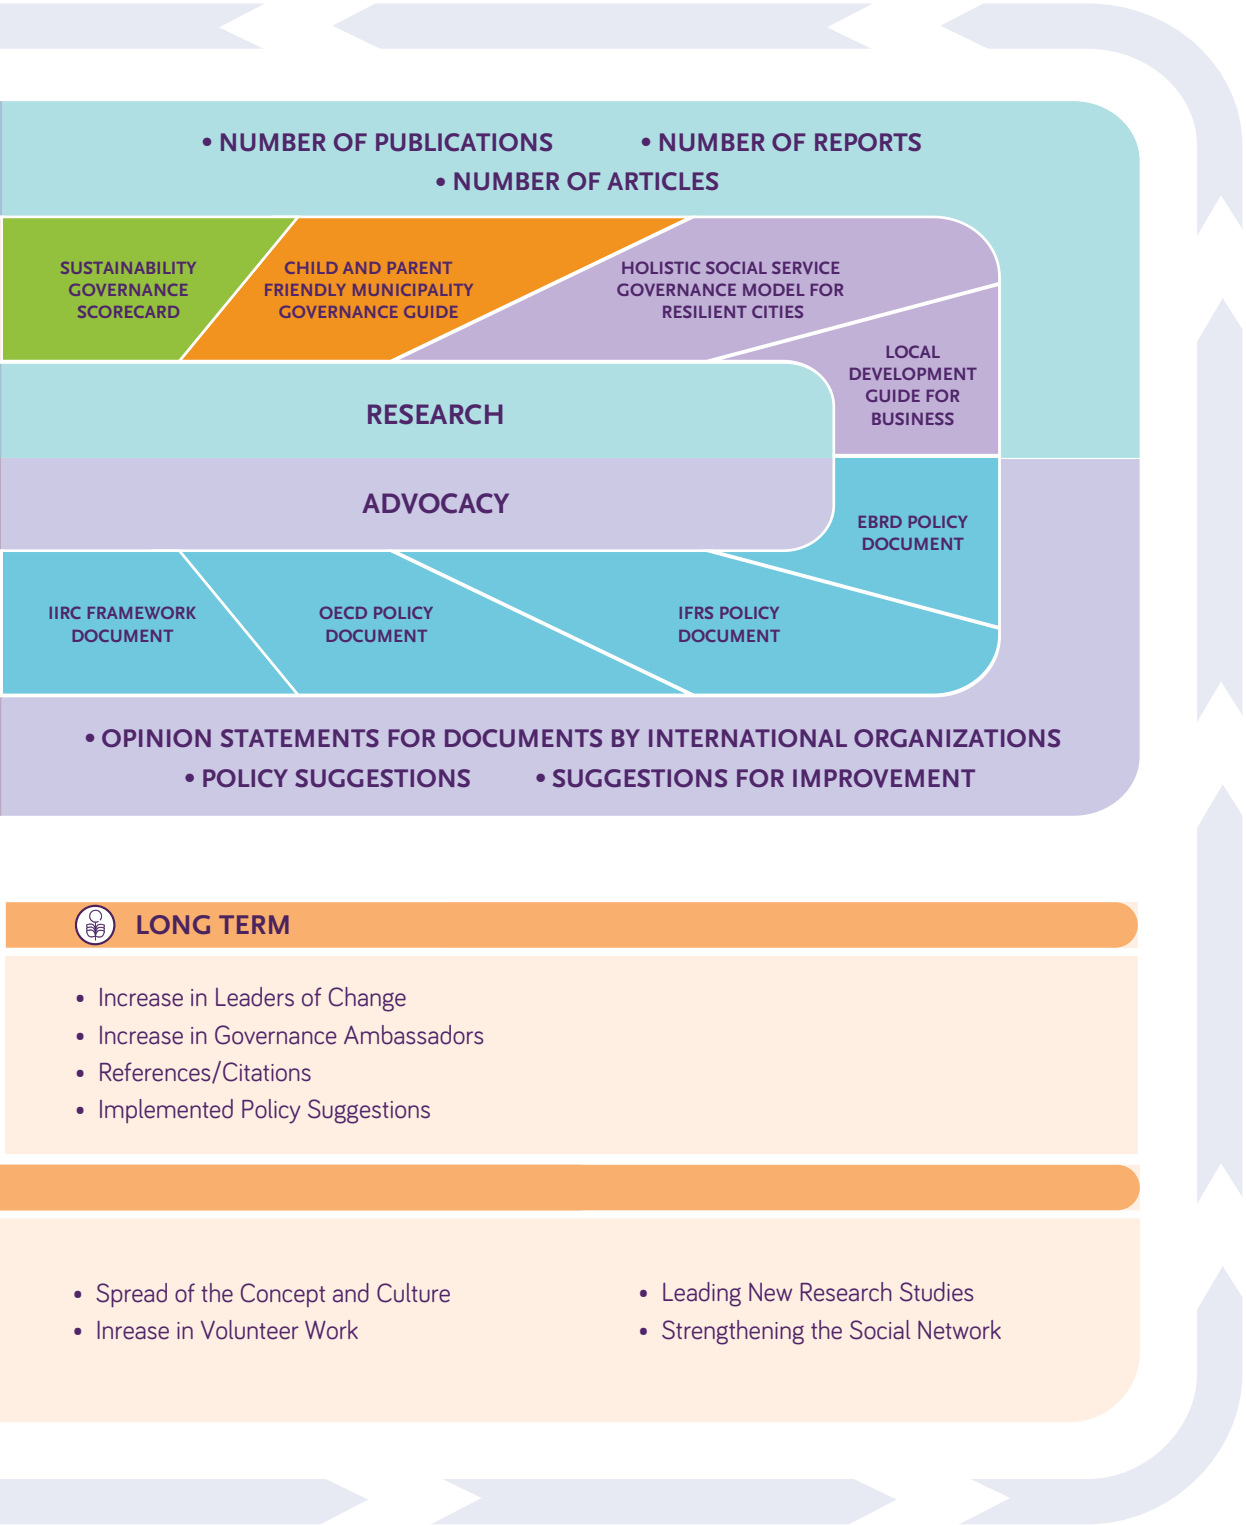 • NUMBER OF PUBLICATIONS • NUMBER OF REPORTS
• NUMBER OF ARTICLES
SUSTAINABILITY
GOVERNANCE
SCORECARD
CHILD AND PARENT
FRIENDLY MUNICIPALITY
GOVERNANCE GUIDE
HOLISTIC SOCIAL SERVICE
GOVERNANCE MODEL FOR
RESILIENT CITIES
LOCAL
DEVELOPMENT
GUIDE FOR
BUSINESS
RESEARCH
ADVOCACY
EBRD POLICY
DOCUMENT
IIRC FRAMEWORK
DOCUMENT
OECD POLICY
DOCUMENT
IFRS POLICY
DOCUMENT
• OPINION STATEMENTS FOR DOCUMENTS BY INTERNATIONAL ORGANIZATIONS
• POLICY SUGGESTIONS • SUGGESTIONS FOR IMPROVEMENT
LONG TERM
• Increase in Leaders of Change
• Increase in Governance Ambassadors
• References/Citations
• Implemented Policy Suggestions
• Spread of the Concept and Culture
• Inrease in Volunteer Work
• Leading New Research Studies
• Strengthening the Social Network